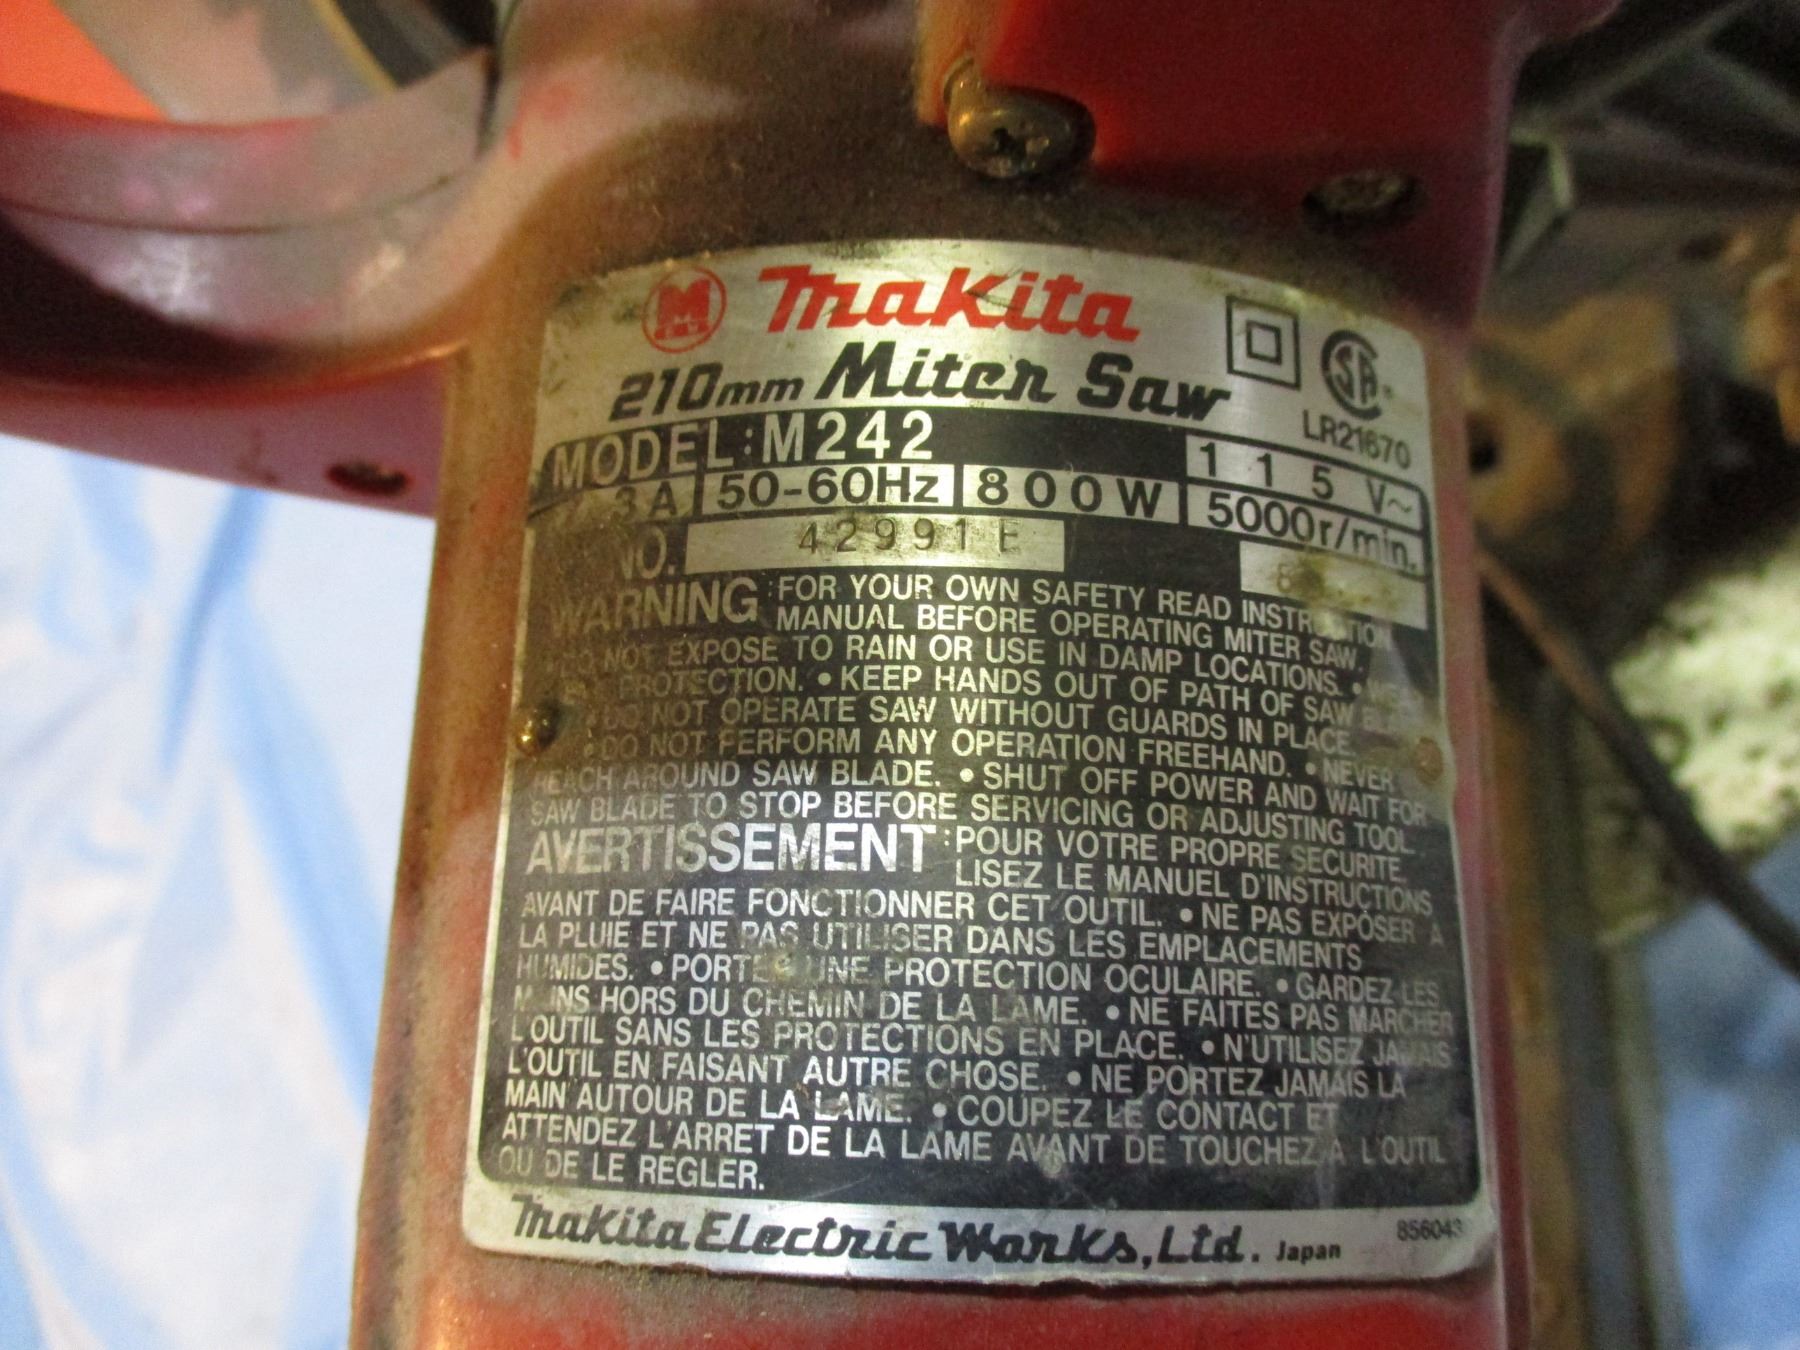 M Makita
210mm Miter Saw
LR21670
MODEL:M242
115V~
3A 50-60Hz 800W 5000r/min.
NO. 42991E
WARNING: FOR YOUR OWN SAFETY READ INSTRUCTION
MANUAL BEFORE OPERATING MITER SAW.
•DO NOT EXPOSE TO RAIN OR USE IN DAMP LOCATIONS. •
PROTECTION. • KEEP HANDS OUT OF PATH OF SAW
•DO NOT OPERATE SAW WITHOUT GUARDS IN PLACE.
•DO NOT PERFORM ANY OPERATION FREEHAND. • NEVER
REACH AROUND SAW BLADE. • SHUT OFF POWER AND WAIT FOR
SAW BLADE TO STOP BEFORE SERVICING OR ADJUSTING TOOL.
AVERTISSEMENT: POUR VOTRE PROPRE SECURITE,
LISEZ LE MANUEL D'INSTRUCTIONS
AVANT DE FAIRE FONCTIONNER CET OUTIL. • NE PAS EXPOSER A
LA PLUIE ET NE PAS UTILISER DANS LES EMPLACEMENTS
HUMIDES. • PORTEZ UNE PROTECTION OCULAIRE. • GARDEZ LES
MAINS HORS DU CHEMIN DE LA LAME. • NE FAITES PAS MARCHER
L'OUTIL SANS LES PROTECTIONS EN PLACE. • N'UTILISEZ JAMAIS
L'OUTIL EN FAISANT AUTRE CHOSE. • NE PORTEZ JAMAIS LA
MAIN AUTOUR DE LA LAME. • COUPEZ LE CONTACT ET
ATTENDEZ L'ARRET DE LA LAME AVANT DE TOUCHEZ A L'OUTIL
OU DE LE REGLER.
Makita Electric Works, Ltd. Japan 856043